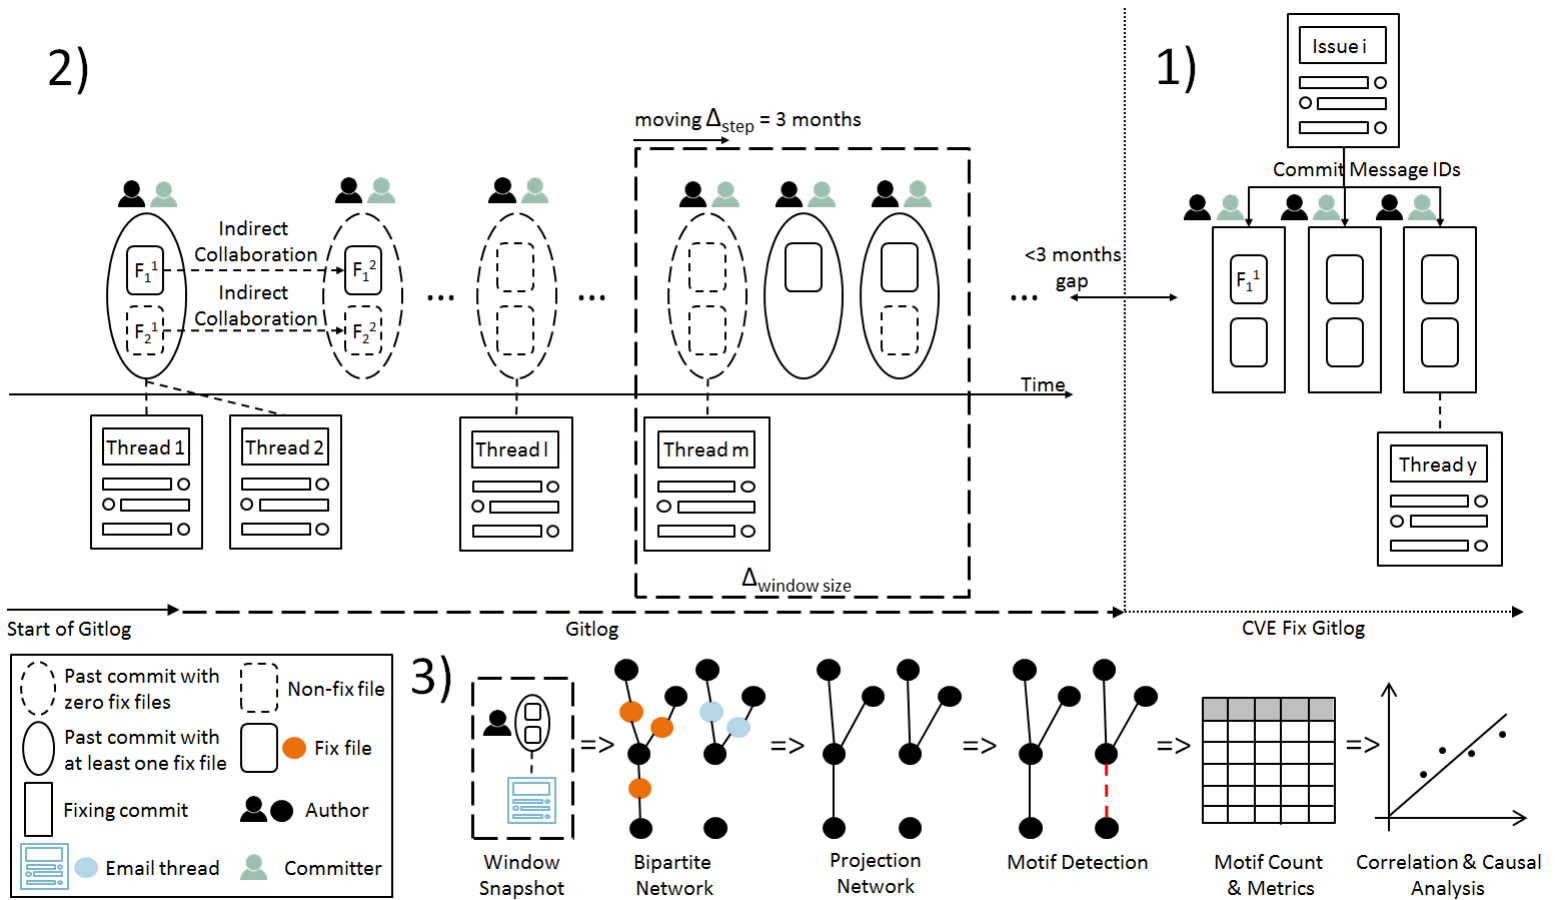 2)
1)
Issue i
moving Δstep = 3 months
Commit Message IDs
Indirect
Collaboration
F₁¹
F₁²
Indirect
Collaboration
F₂¹
F₂²
...
...
...
<3 months
gap
F₁¹
Time
Thread 1
Thread 2
Thread l
Thread m
Thread y
Δwindow size
Start of Gitlog
Gitlog
CVE Fix Gitlog
Past commit with
zero fix files
Non-fix file
Past commit with
at least one fix file
Fix file
Fixing commit
Author
Email thread
Committer
3)
=>
=>
=>
=>
=>
Window
Snapshot
Bipartite
Network
Projection
Network
Motif Detection
Motif Count
& Metrics
Correlation & Causal
Analysis